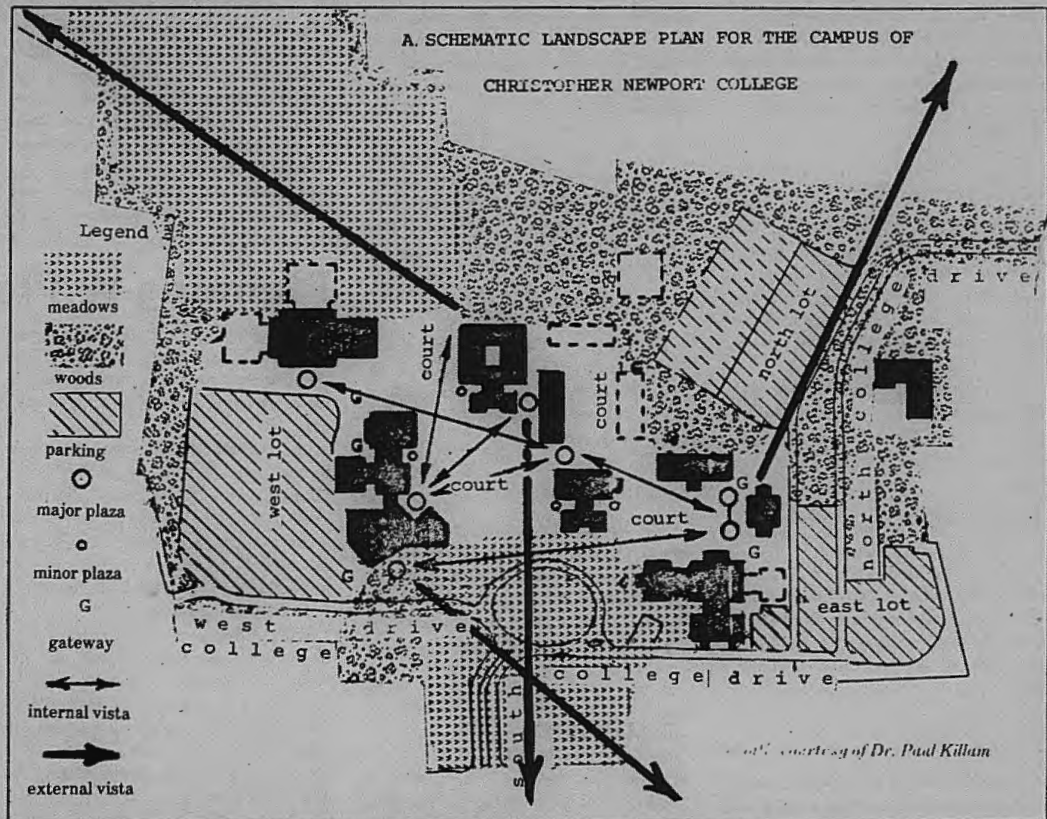 A. SCHEMATIC LANDSCAPE PLAN FOR THE CAMPUS OF
CHRISTOPHER NEWPORT COLLEGE
Legend
meadows
woods
parking
major plaza
minor plaza
G
gateway
internal vista
external vista
court
court
court
court
G
G
G
G
G
west lot
north lot
east lot
north college
drive
west drive
college
south
college drive
courtesy of Dr. Paul Killam